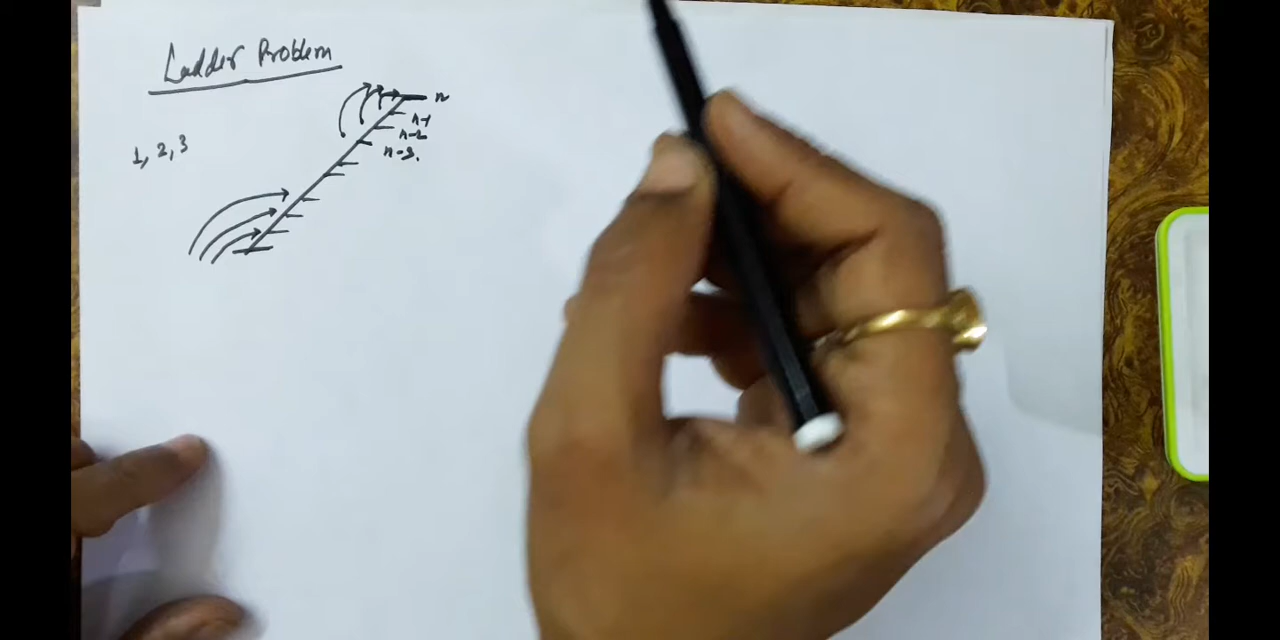 Ladder Problem
n
n-1
n-2
n-3.
1, 2, 3